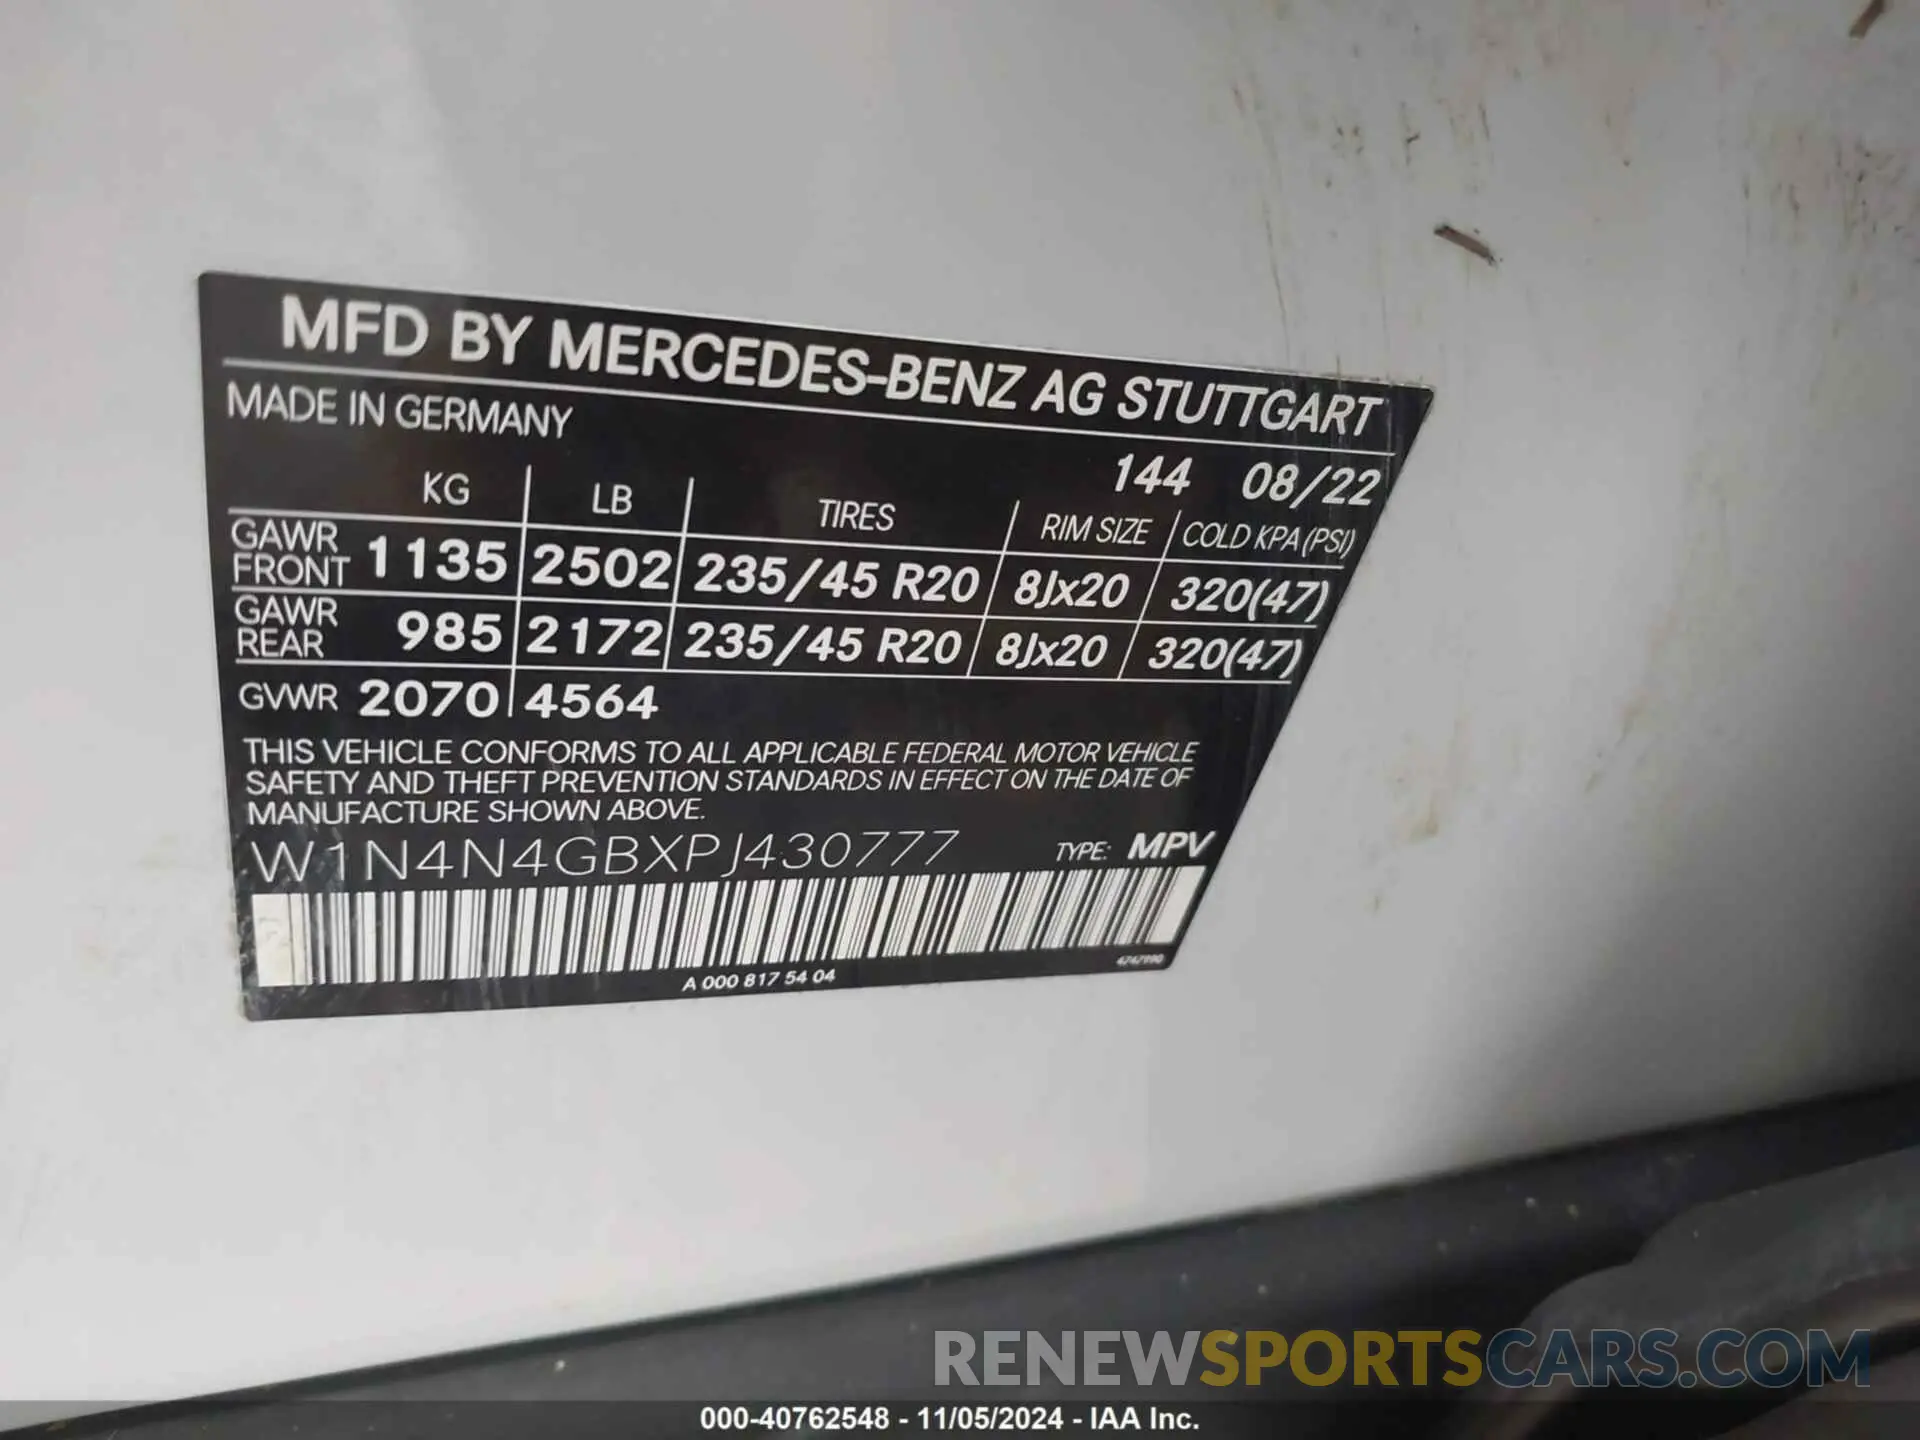 MFD BY MERCEDES-BENZ AG STUTTGART
MADE IN GERMANY
144 08/22
KG LB TIRES RIM SIZE COLD KPA (PSI)
GAWR FRONT 1135 2502 235/45 R20 8Jx20 320(47)
GAWR REAR 985 2172 235/45 R20 8Jx20 320(47)
GVWR 2070 4564
THIS VEHICLE CONFORMS TO ALL APPLICABLE FEDERAL MOTOR VEHICLE
SAFETY AND THEFT PREVENTION STANDARDS IN EFFECT ON THE DATE OF
MANUFACTURE SHOWN ABOVE.
W1N4N4GBXPJ430777 TYPE: MPV
A 000 817 54 04
4747990
RENEWSPORTSCARS.COM
000-40762548 - 11/05/2024 - IAA Inc.